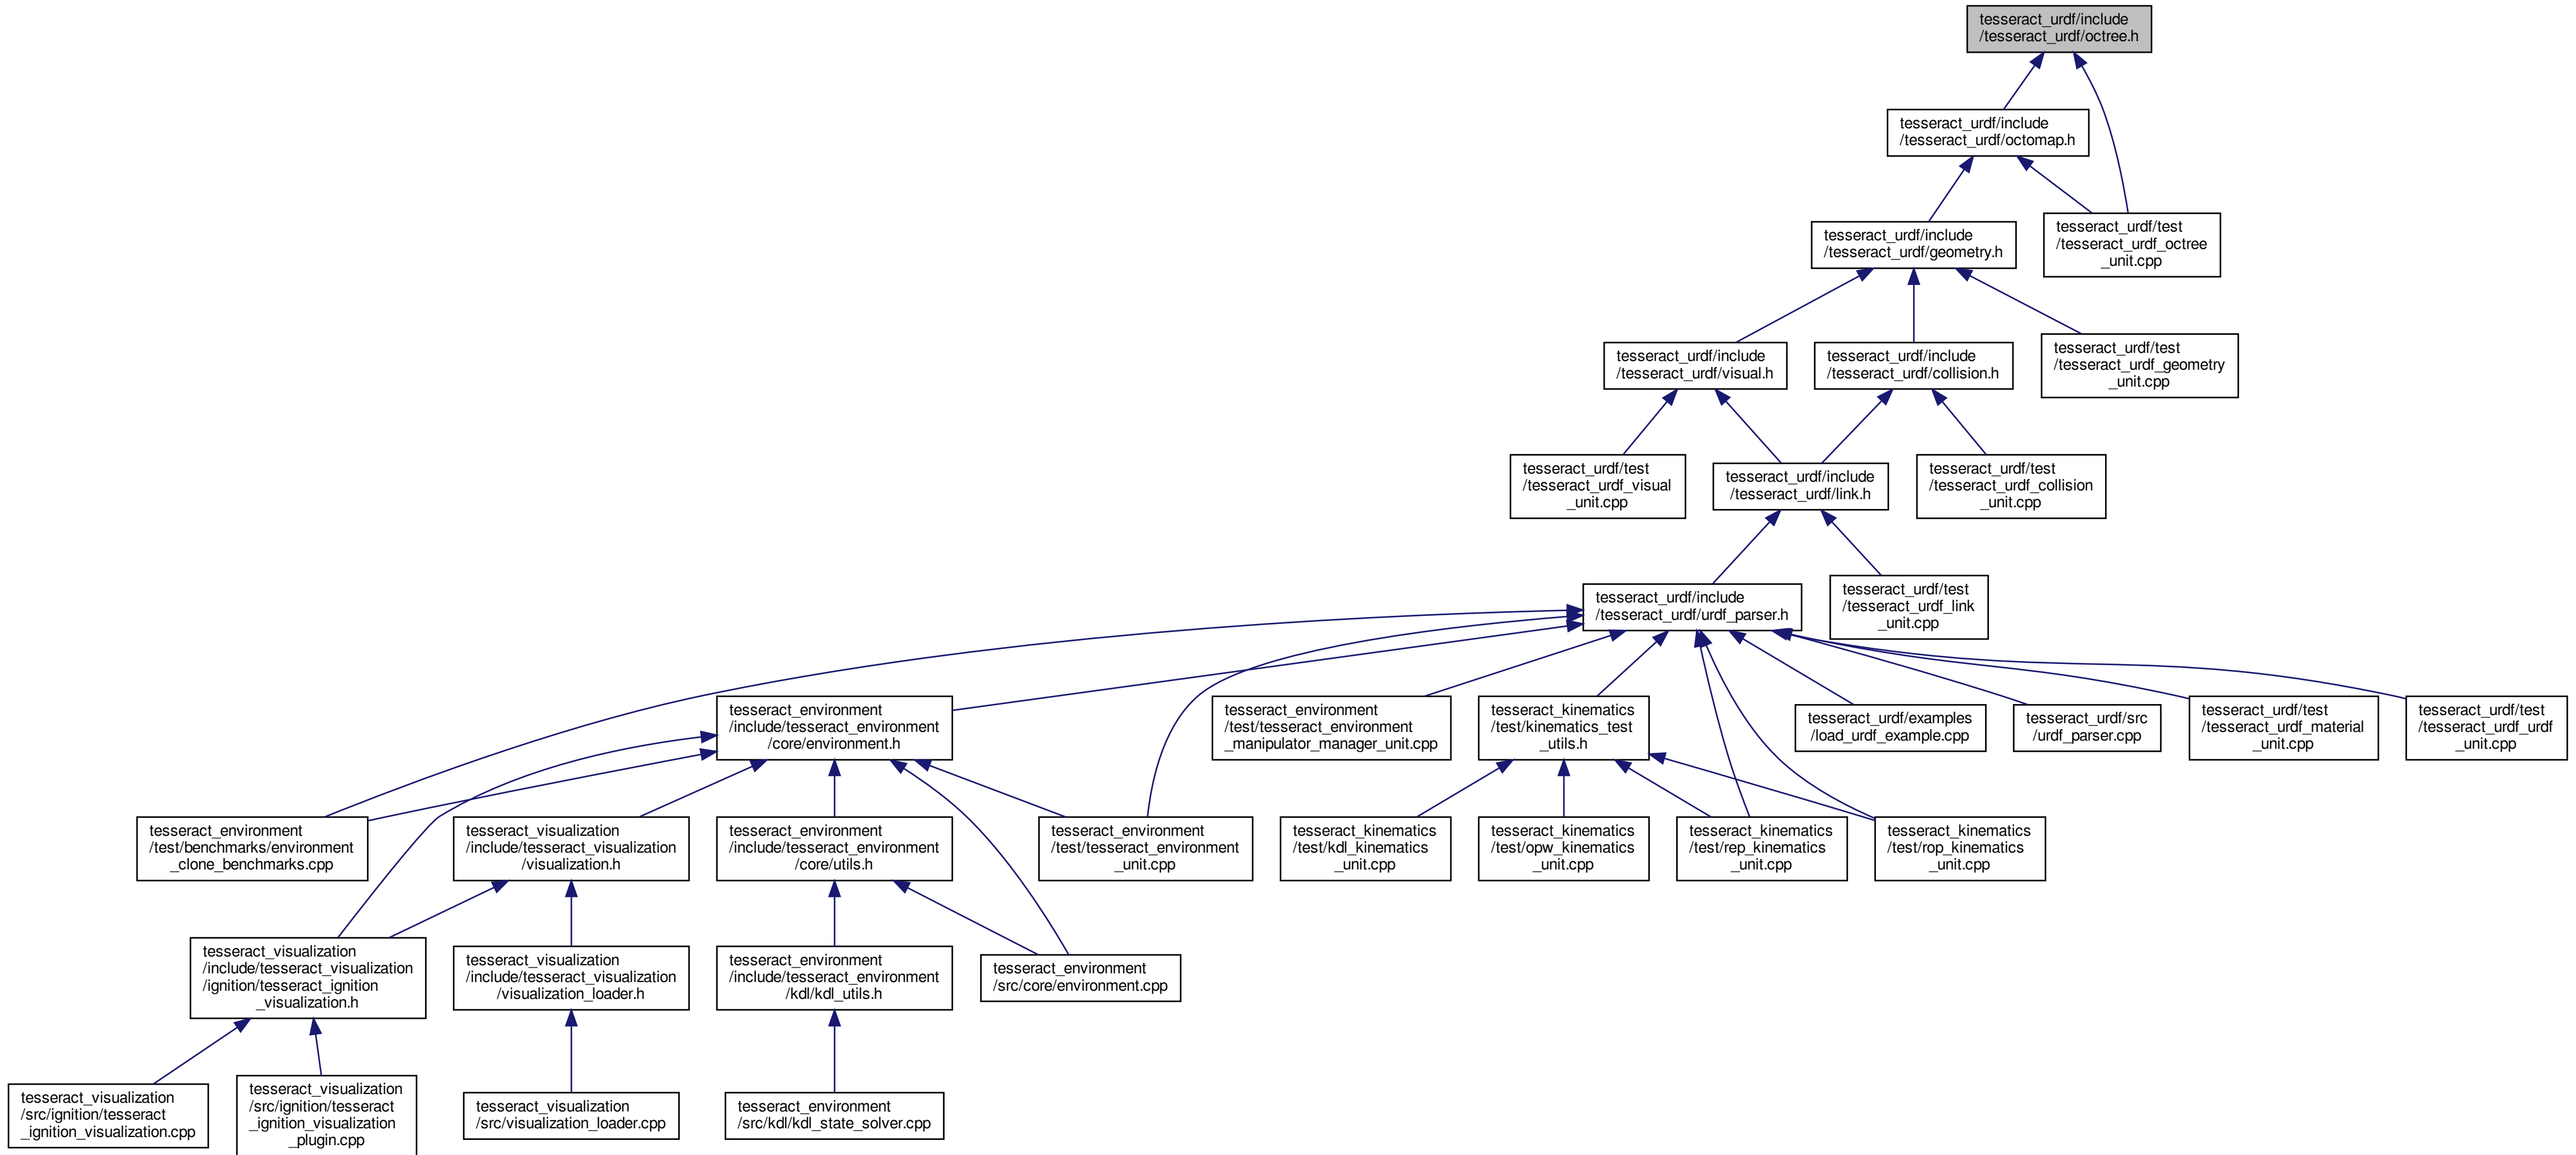 tesseract_urdf/include
/tesseract_urdf/octree.h
tesseract_urdf/include
/tesseract_urdf/octomap.h
tesseract_urdf/include
/tesseract_urdf/geometry.h
tesseract_urdf/test
/tesseract_urdf_octree
_unit.cpp
tesseract_urdf/include
/tesseract_urdf/visual.h
tesseract_urdf/include
/tesseract_urdf/collision.h
tesseract_urdf/test
/tesseract_urdf_geometry
_unit.cpp
tesseract_urdf/test
/tesseract_urdf_visual
_unit.cpp
tesseract_urdf/include
/tesseract_urdf/link.h
tesseract_urdf/test
/tesseract_urdf_collision
_unit.cpp
tesseract_urdf/include
/tesseract_urdf/urdf_parser.h
tesseract_urdf/test
/tesseract_urdf_link
_unit.cpp
tesseract_environment
/include/tesseract_environment
/core/environment.h
tesseract_environment
/test/tesseract_environment
_manipulator_manager_unit.cpp
tesseract_kinematics
/test/kinematics_test
_utils.h
tesseract_urdf/examples
/load_urdf_example.cpp
tesseract_urdf/src
/urdf_parser.cpp
tesseract_urdf/test
/tesseract_urdf_material
_unit.cpp
tesseract_urdf/test
/tesseract_urdf_urdf
_unit.cpp
tesseract_environment
/test/benchmarks/environment
_clone_benchmarks.cpp
tesseract_visualization
/include/tesseract_visualization
/visualization.h
tesseract_environment
/include/tesseract_environment
/core/utils.h
tesseract_environment
/test/tesseract_environment
_unit.cpp
tesseract_kinematics
/test/kdl_kinematics
_unit.cpp
tesseract_kinematics
/test/opw_kinematics
_unit.cpp
tesseract_kinematics
/test/rep_kinematics
_unit.cpp
tesseract_kinematics
/test/rop_kinematics
_unit.cpp
tesseract_visualization
/include/tesseract_visualization
/ignition/tesseract_ignition
_visualization.h
tesseract_visualization
/include/tesseract_visualization
/visualization_loader.h
tesseract_environment
/include/tesseract_environment
/kdl/kdl_utils.h
tesseract_environment
/src/core/environment.cpp
tesseract_visualization
/src/ignition/tesseract
_ignition_visualization.cpp
tesseract_visualization
/src/ignition/tesseract
_ignition_visualization
_plugin.cpp
tesseract_visualization
/src/visualization_loader.cpp
tesseract_environment
/src/kdl/kdl_state_solver.cpp